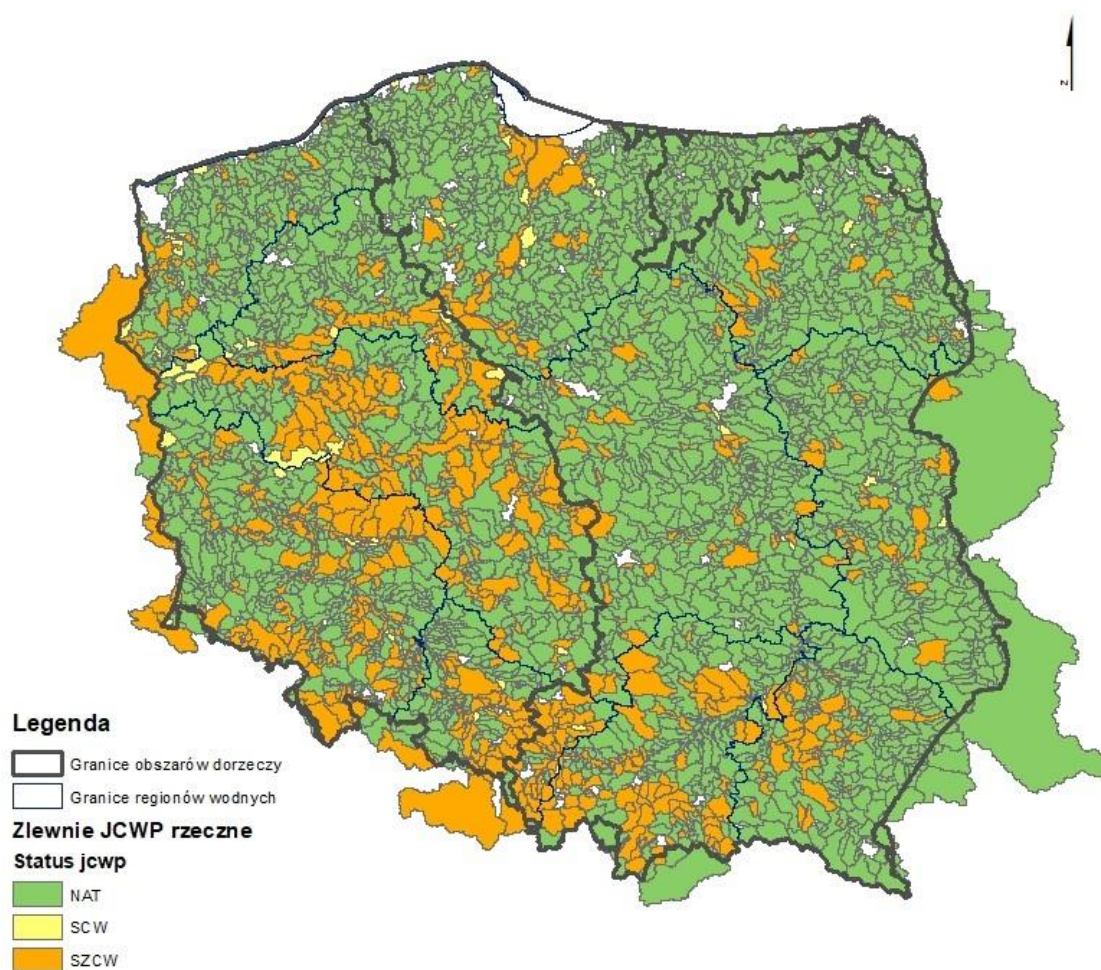 z
Legenda
Granice obszarów dorzeczy
Granice regionów wodnych
Zlewnie JCWP rzeczne
Status jcwp
NAT
SCW
SZCW